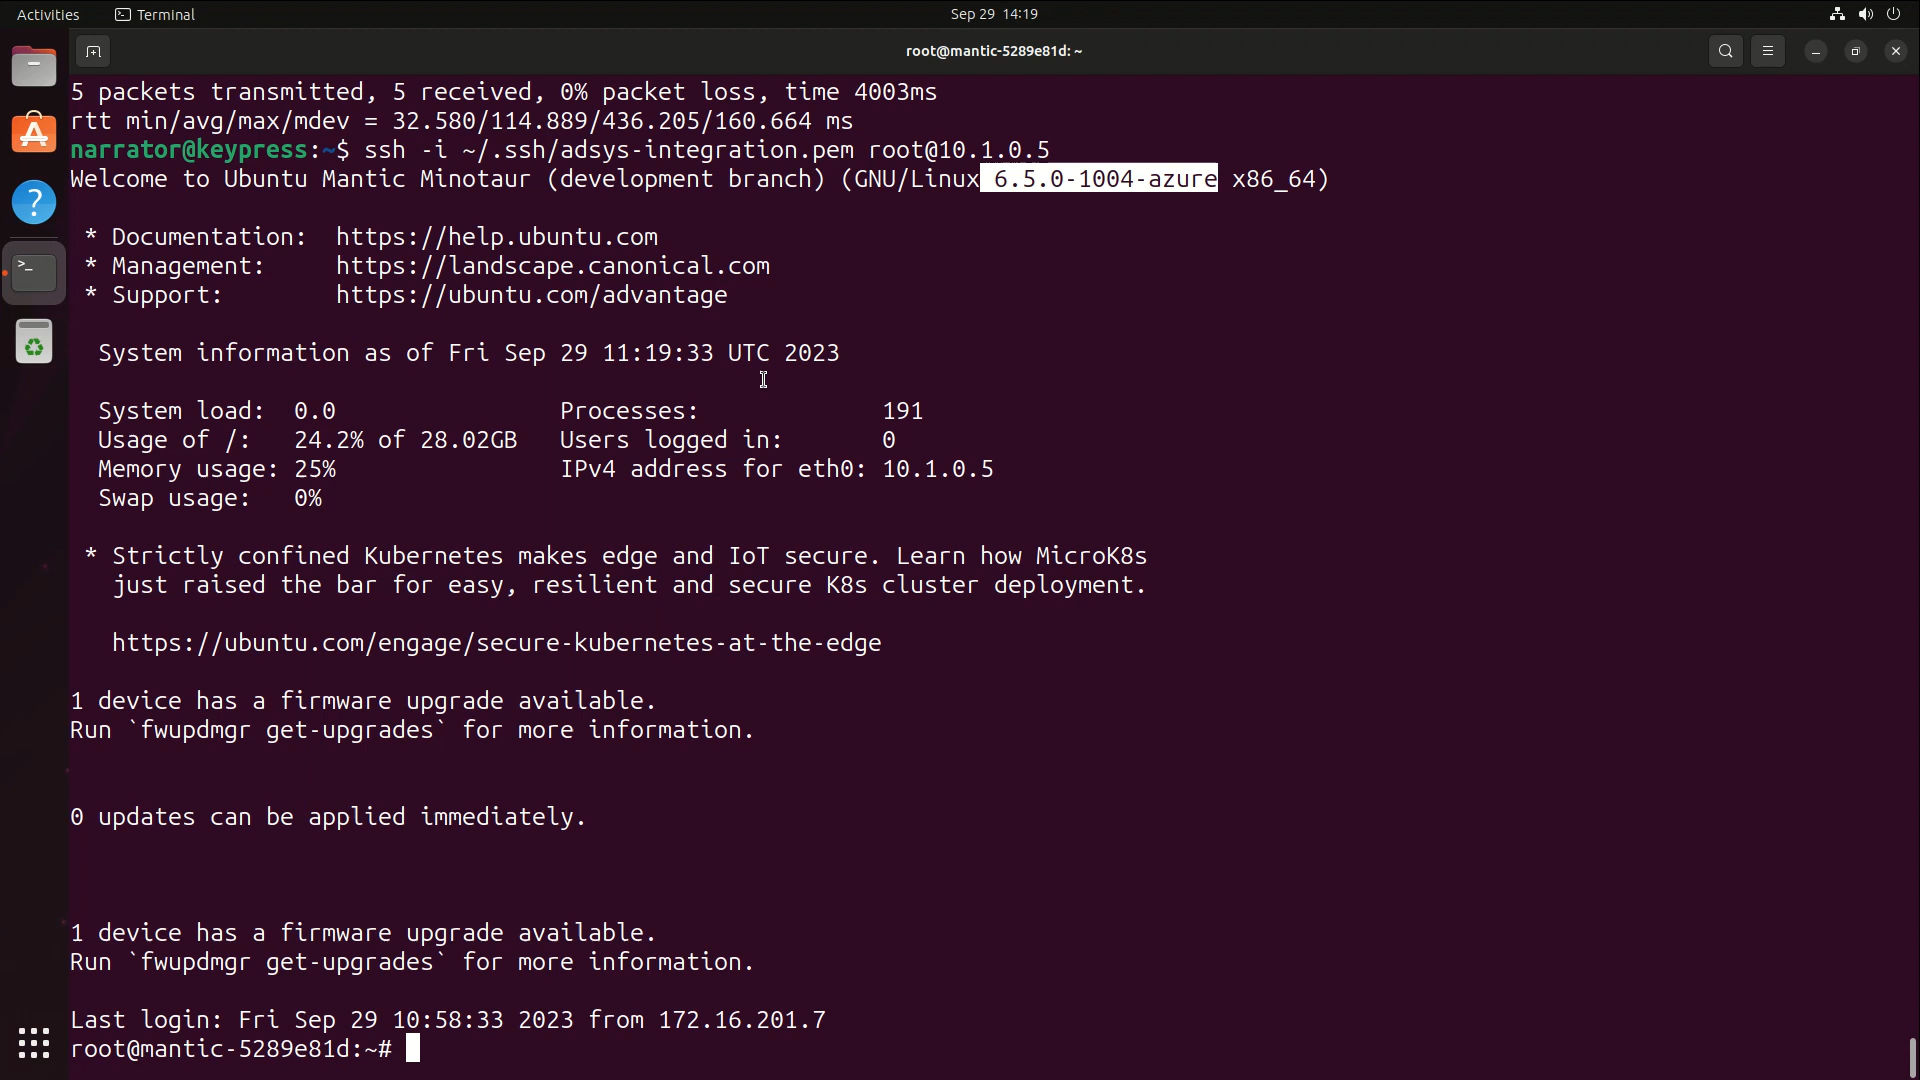 Activities Terminal Sep 29 14:19
root@mantic-5289e81d: ~
5 packets transmitted, 5 received, 0% packet loss, time 4003ms
rtt min/avg/max/mdev = 32.580/114.889/436.205/160.664 ms
narrator@keypress:~$ ssh -i ~/.ssh/adsys-integration.pem root@10.1.0.5
Welcome to Ubuntu Mantic Minotaur (development branch) (GNU/Linux 6.5.0-1004-azure x86_64)
* Documentation: https://help.ubuntu.com
* Management: https://landscape.canonical.com
* Support: https://ubuntu.com/advantage
System information as of Fri Sep 29 11:19:33 UTC 2023
System load: 0.0 Processes: 191
Usage of /: 24.2% of 28.02GB Users logged in: 0
Memory usage: 25% IPv4 address for eth0: 10.1.0.5
Swap usage: 0%
* Strictly confined Kubernetes makes edge and IoT secure. Learn how MicroK8s
just raised the bar for easy, resilient and secure K8s cluster deployment.
https://ubuntu.com/engage/secure-kubernetes-at-the-edge
1 device has a firmware upgrade available.
Run `fwupdmgr get-upgrades` for more information.
0 updates can be applied immediately.
1 device has a firmware upgrade available.
Run `fwupdmgr get-upgrades` for more information.
Last login: Fri Sep 29 10:58:33 2023 from 172.16.201.7
root@mantic-5289e81d:~#